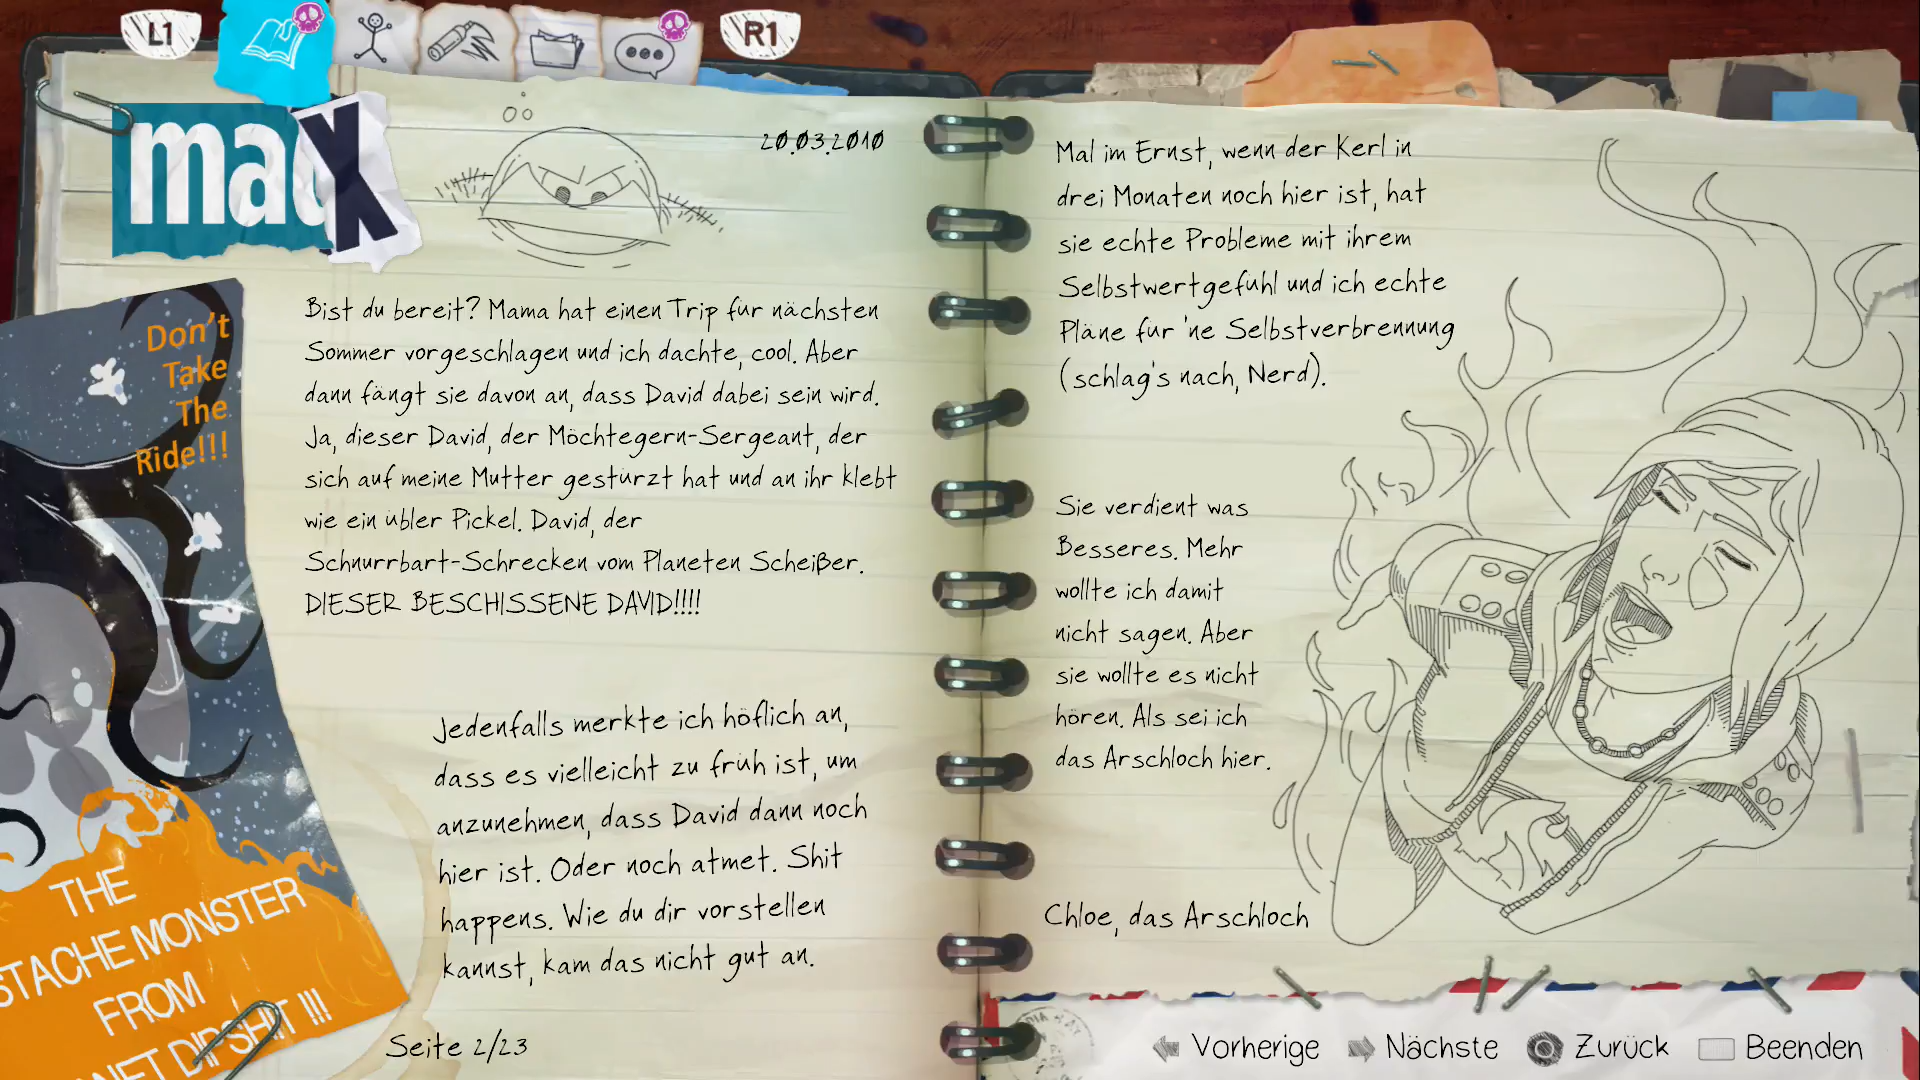 L1
R1
maX
20.03.2010
Don't
Take
The
Ride!!!
THE
STACHE MONSTER
FROM
NET DIPSHIT !!!
Bist du bereit? Mama hat einen Trip für nächsten
Sommer vorgeschlagen und ich dachte, cool. Aber
dann fängt sie davon an, dass David dabei sein wird.
Ja, dieser David, der Möchtegern-Sergeant, der
sich auf meine Mutter gestürzt hat und an ihr klebt
wie ein übler Pickel. David, der
Schnurrbart-Schrecken vom Planeten Scheißer.
DIESER BESCHISSENE DAVID!!!!
Jedenfalls merkte ich höflich an,
dass es vielleicht zu früh ist, um
anzunehmen, dass David dann noch
hier ist. Oder noch atmet. Shit
happens. Wie du dir vorstellen
kannst, kam das nicht gut an.
Seite 2/23
Mal im Ernst, wenn der Kerl in
drei Monaten noch hier ist, hat
sie echte Probleme mit ihrem
Selbstwertgefühl und ich echte
Pläne für 'ne Selbstverbrennung
(schlag's nach, Nerd).
Sie verdient was
Besseres. Mehr
wollte ich damit
nicht sagen. Aber
sie wollte es nicht
hören. Als sei ich
das Arschloch hier.
Chloe, das Arschloch
Vorherige
Nächste
Zurück
Beenden